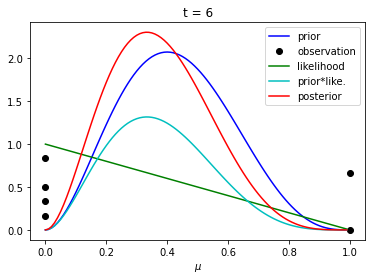 t = 6
prior
observation
likelihood
prior*like.
posterior
2.0
1.5
1.0
0.5
0.0
0.0 0.2 0.4 0.6 0.8 1.0
μ